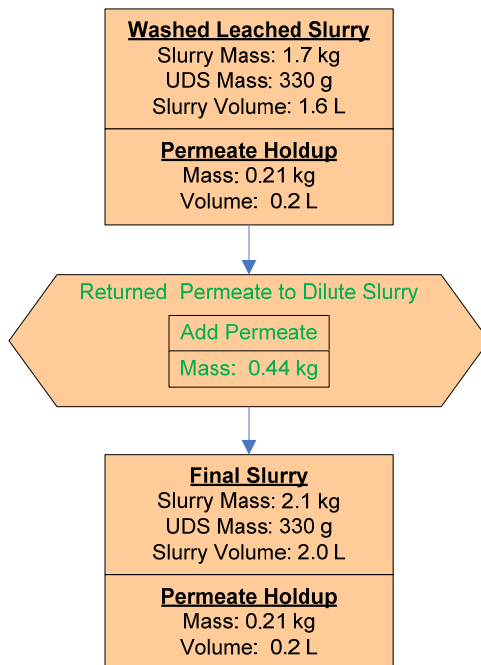 Washed Leached Slurry
Slurry Mass: 1.7 kg
UDS Mass: 330 g
Slurry Volume: 1.6 L
Permeate Holdup
Mass: 0.21 kg
Volume:  0.2 L
Returned  Permeate to Dilute Slurry
Add Permeate
Mass:  0.44 kg
Final Slurry
Slurry Mass: 2.1 kg
UDS Mass: 330 g
Slurry Volume: 2.0 L
Permeate Holdup
Mass: 0.21 kg
Volume:  0.2 L